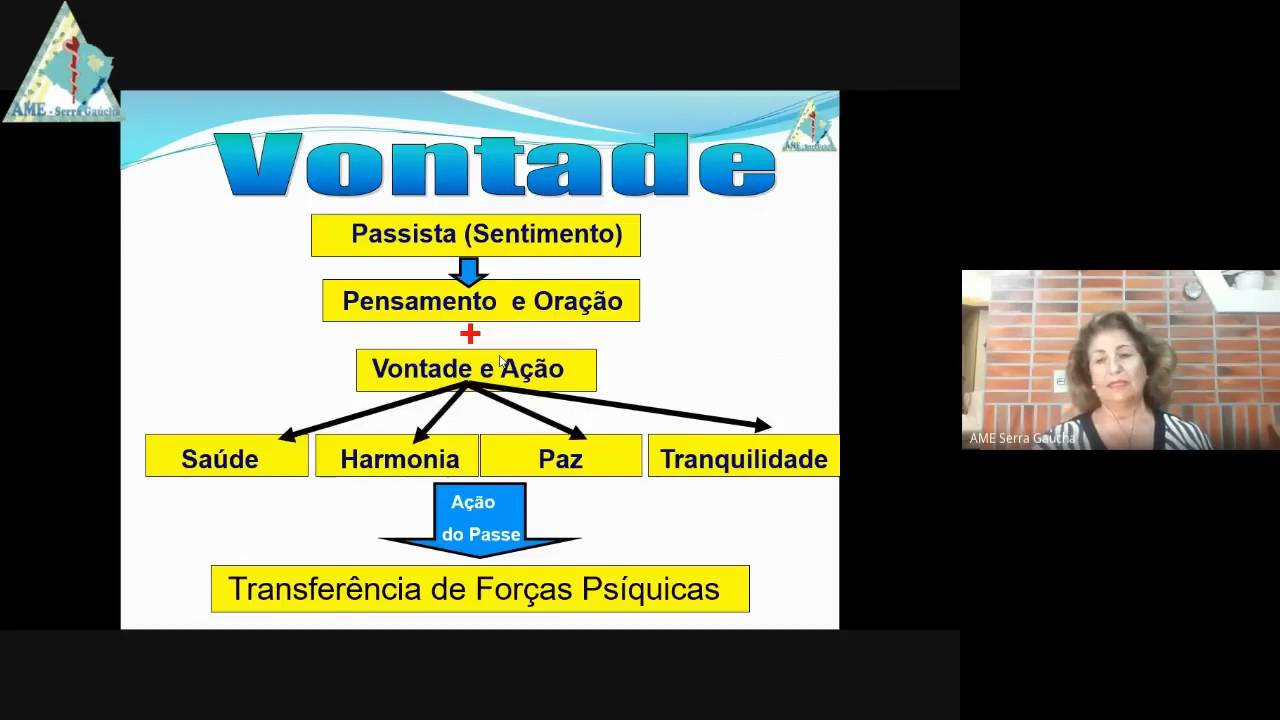 AME - Serra Gaúcha
Vontade
Passista (Sentimento)
Pensamento e Oração
+
Vontade e Ação
Saúde
Harmonia
Paz
Tranquilidade
Ação
do Passe
Transferência de Forças Psíquicas
AME Serra Gaúcha